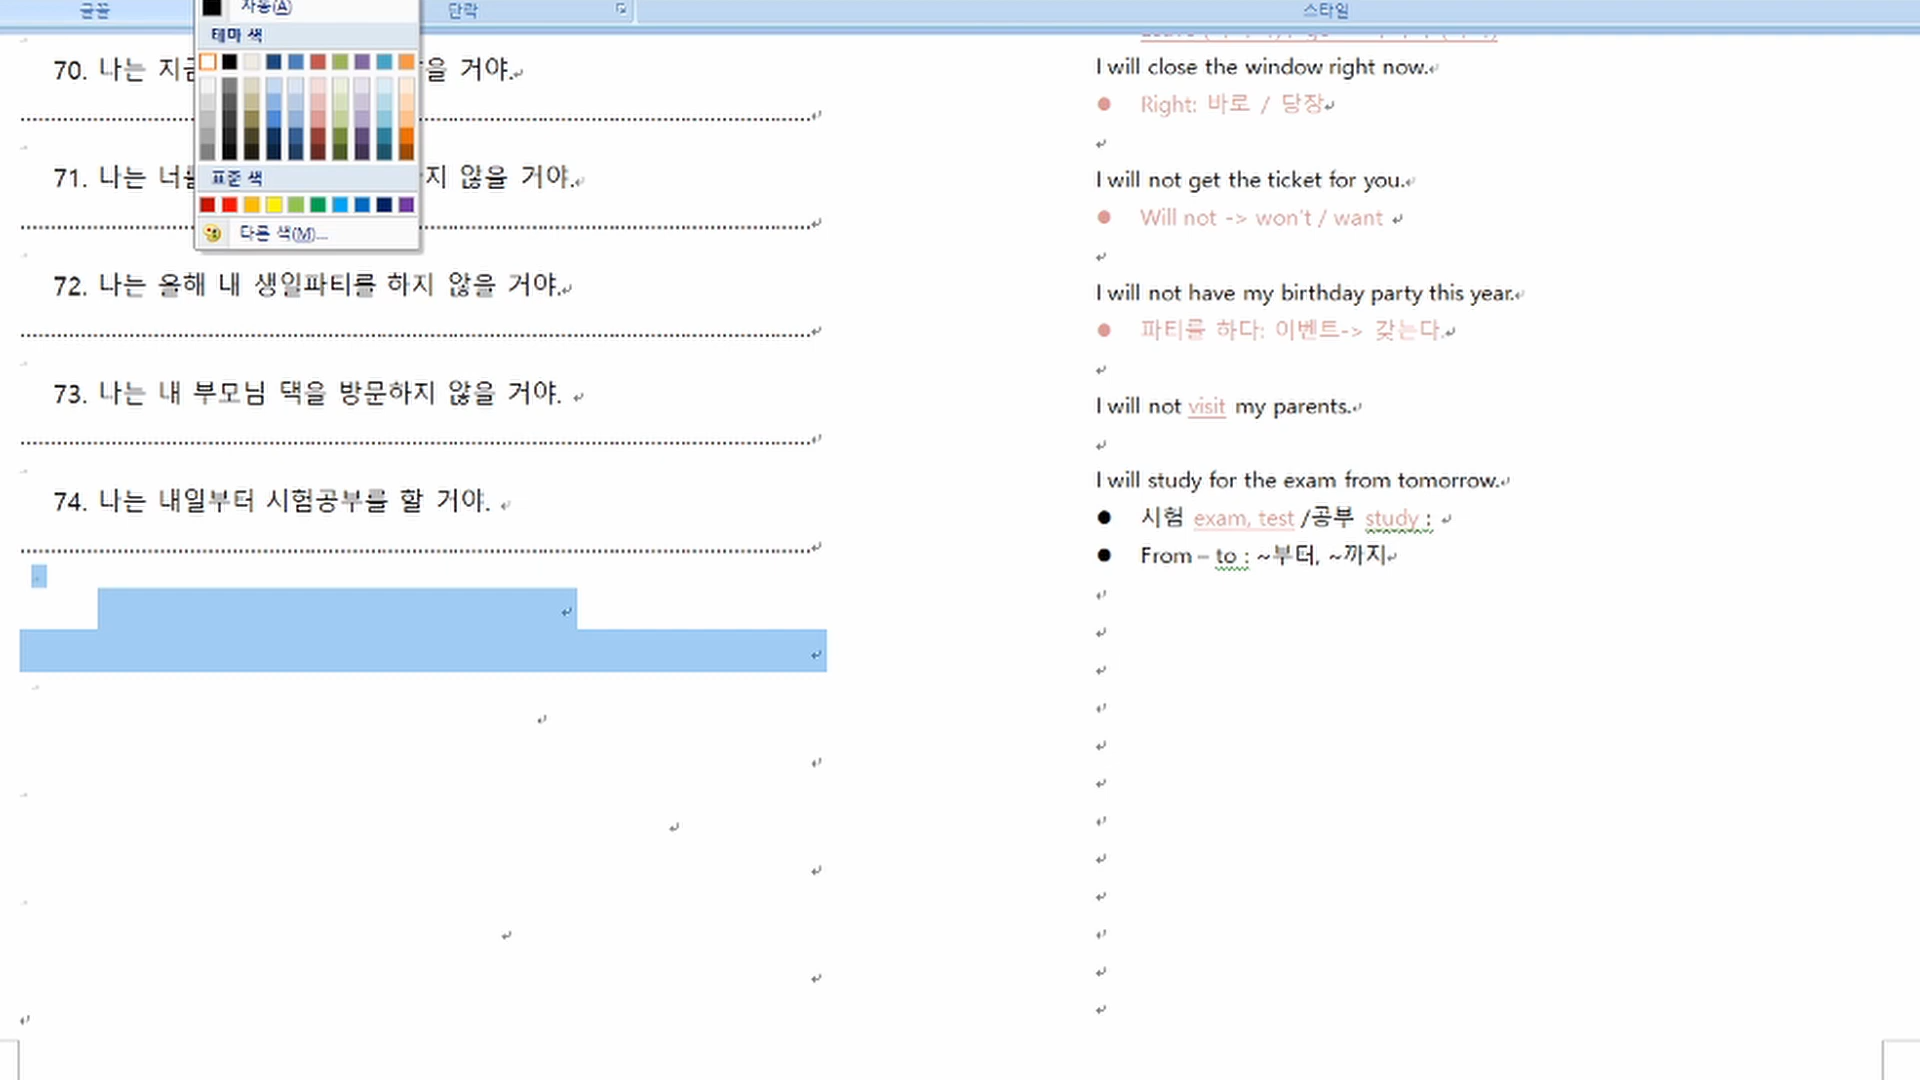 글꼴
단락
스타일
자동(A)
테마 색
표준 색
다른 색(M)...
70. 나는 지금 을 거야.
71. 나는 너를 지 않을 거야.
72. 나는 올해 내 생일파티를 하지 않을 거야.
73. 나는 내 부모님 댁을 방문하지 않을 거야.
74. 나는 내일부터 시험공부를 할 거야.
I will close the window right now.
● Right: 바로 / 당장
I will not get the ticket for you.
● Will not -> won't / want
I will not have my birthday party this year.
● 파티를 하다: 이벤트-> 갖는다.
I will not visit my parents.
I will study for the exam from tomorrow.
● 시험 exam, test /공부 study :
● From – to : ~부터, ~까지